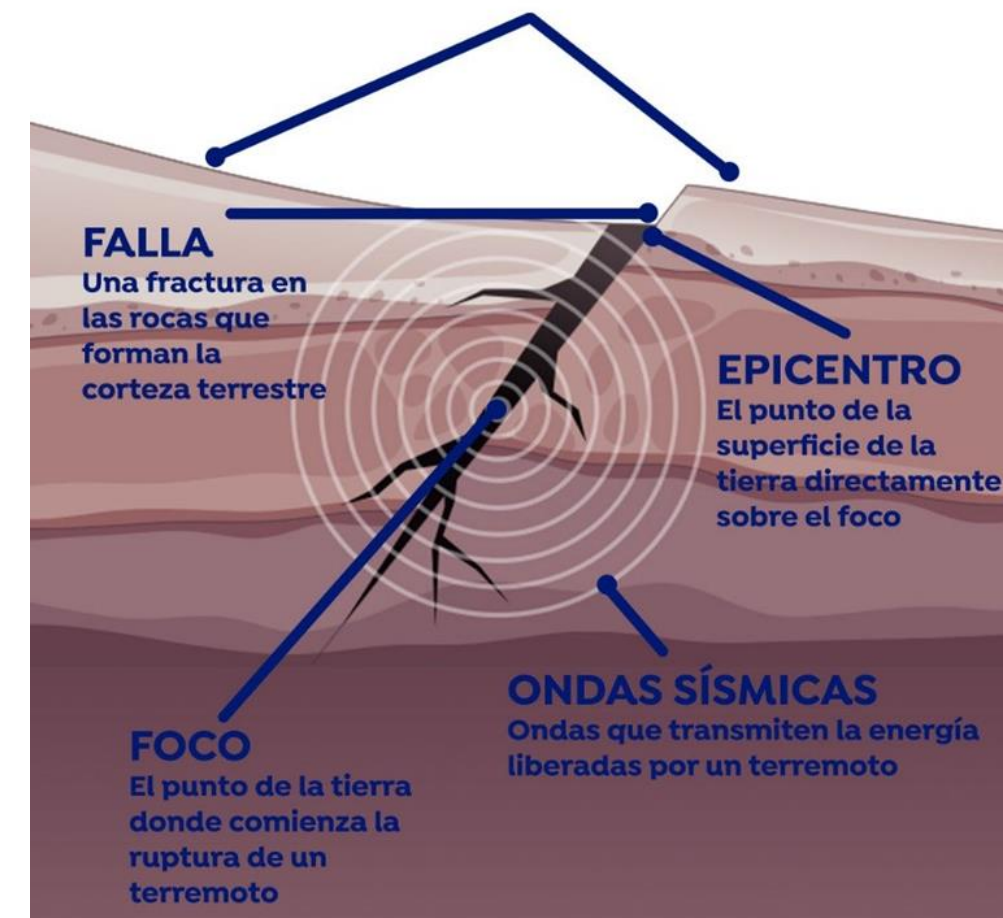 FALLA
Una fractura en
las rocas que
forman la
corteza terrestre
EPICENTRO
El punto de la
superficie de la
tierra directamente
sobre el foco
ONDAS SÍSMICAS
Ondas que transmiten la energía
liberadas por un terremoto
FOCO
El punto de la tierra
donde comienza la
ruptura de un
terremoto